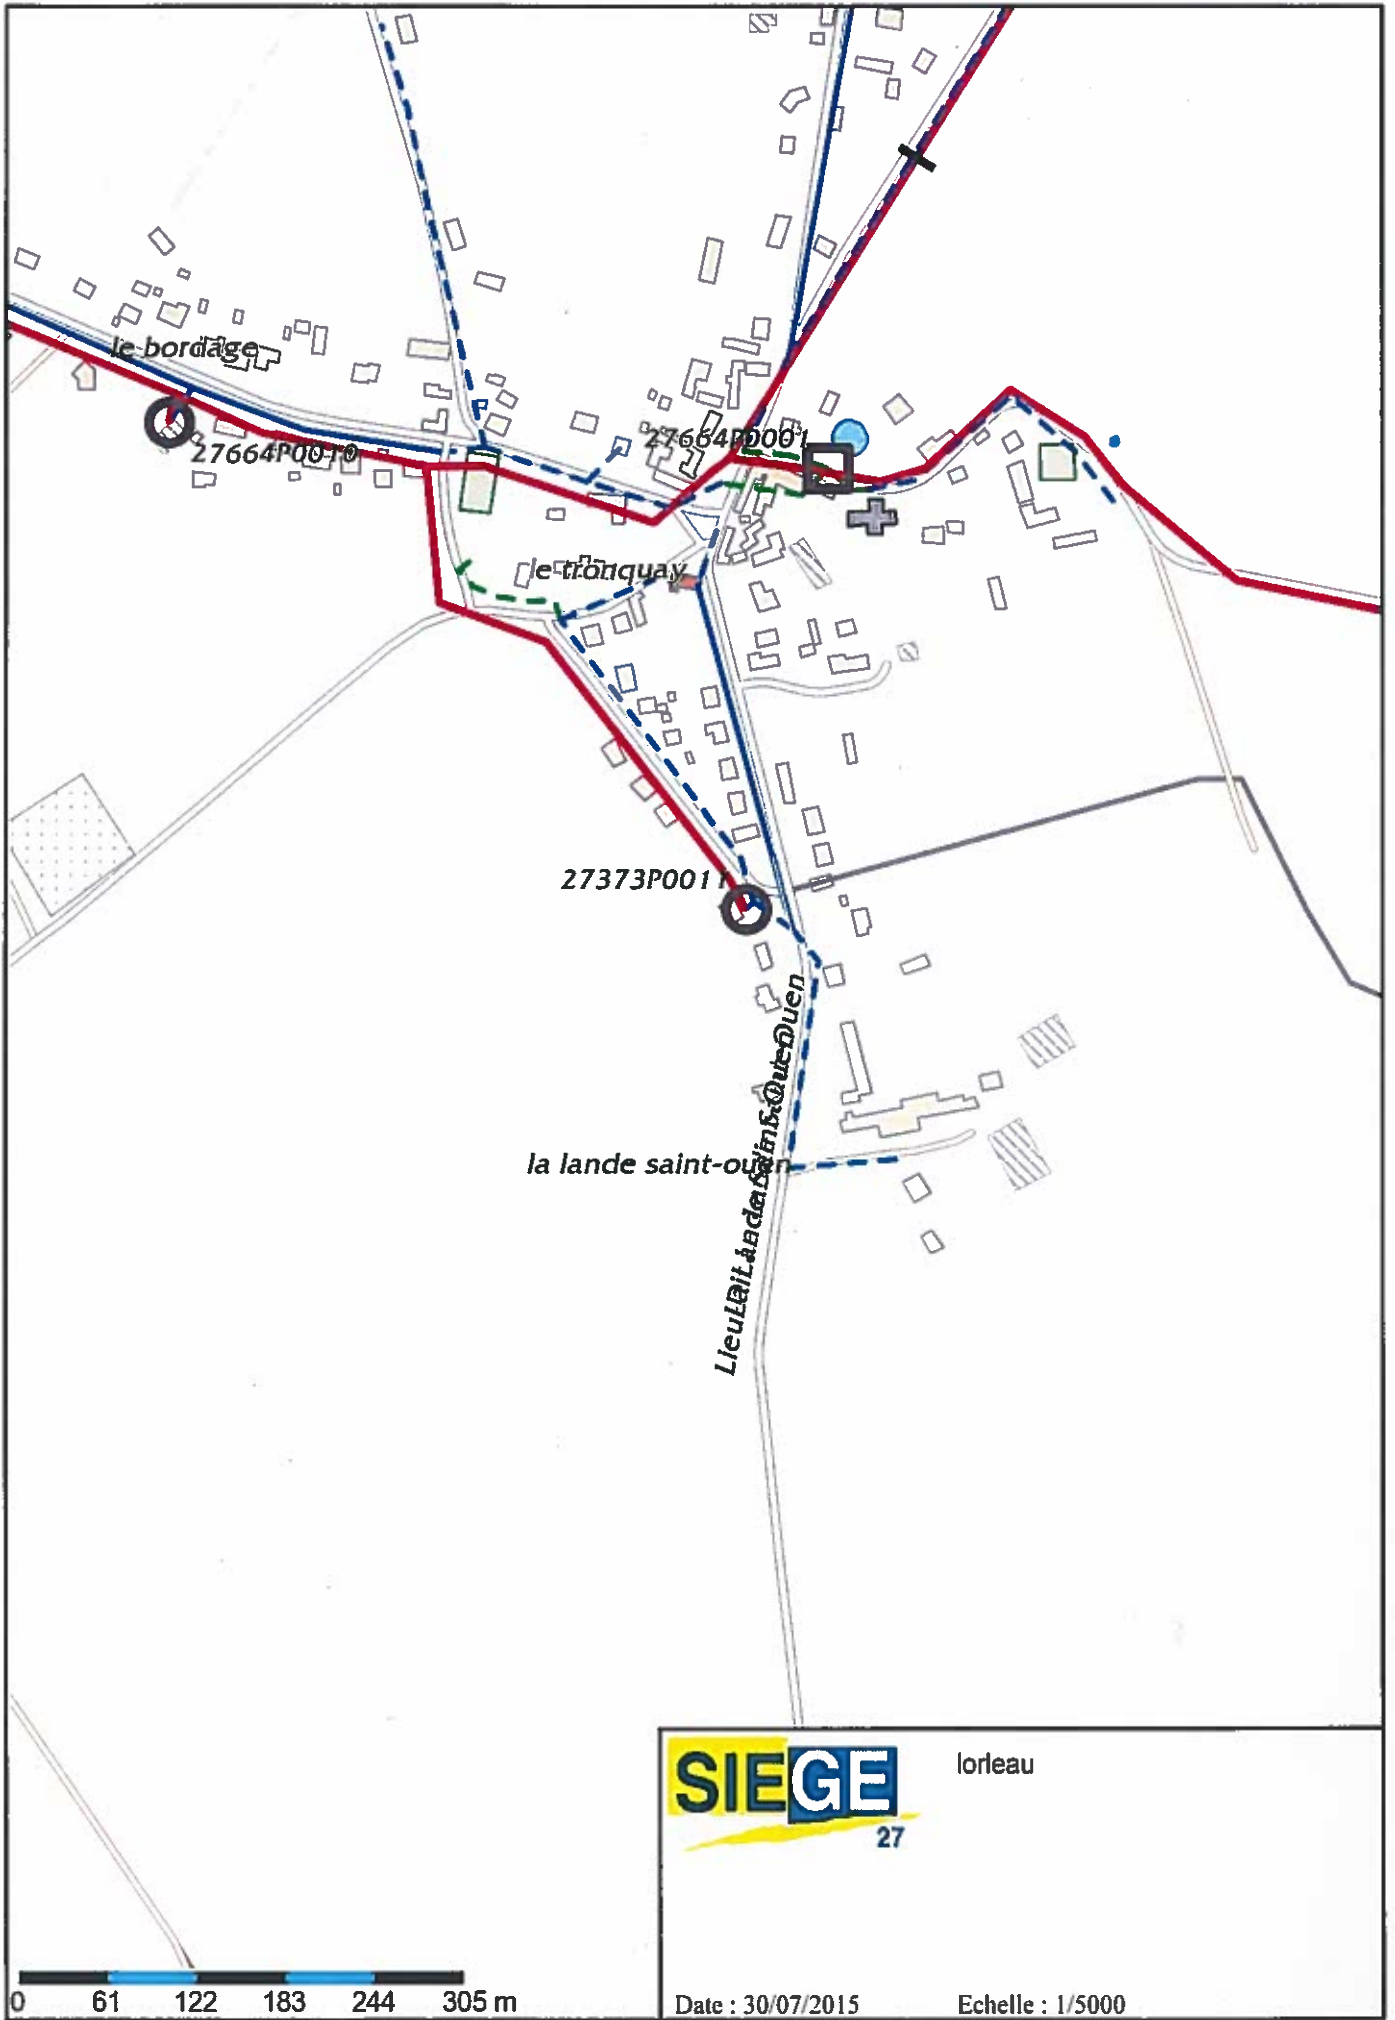 le bordage
27664P0010
27664P0001
le tronquay
27373P0011
la lande saint-ouen
SIEGE
27
lorleau
0 61 122 183 244 305 m
Date : 30/07/2015
Echelle : 1/5000